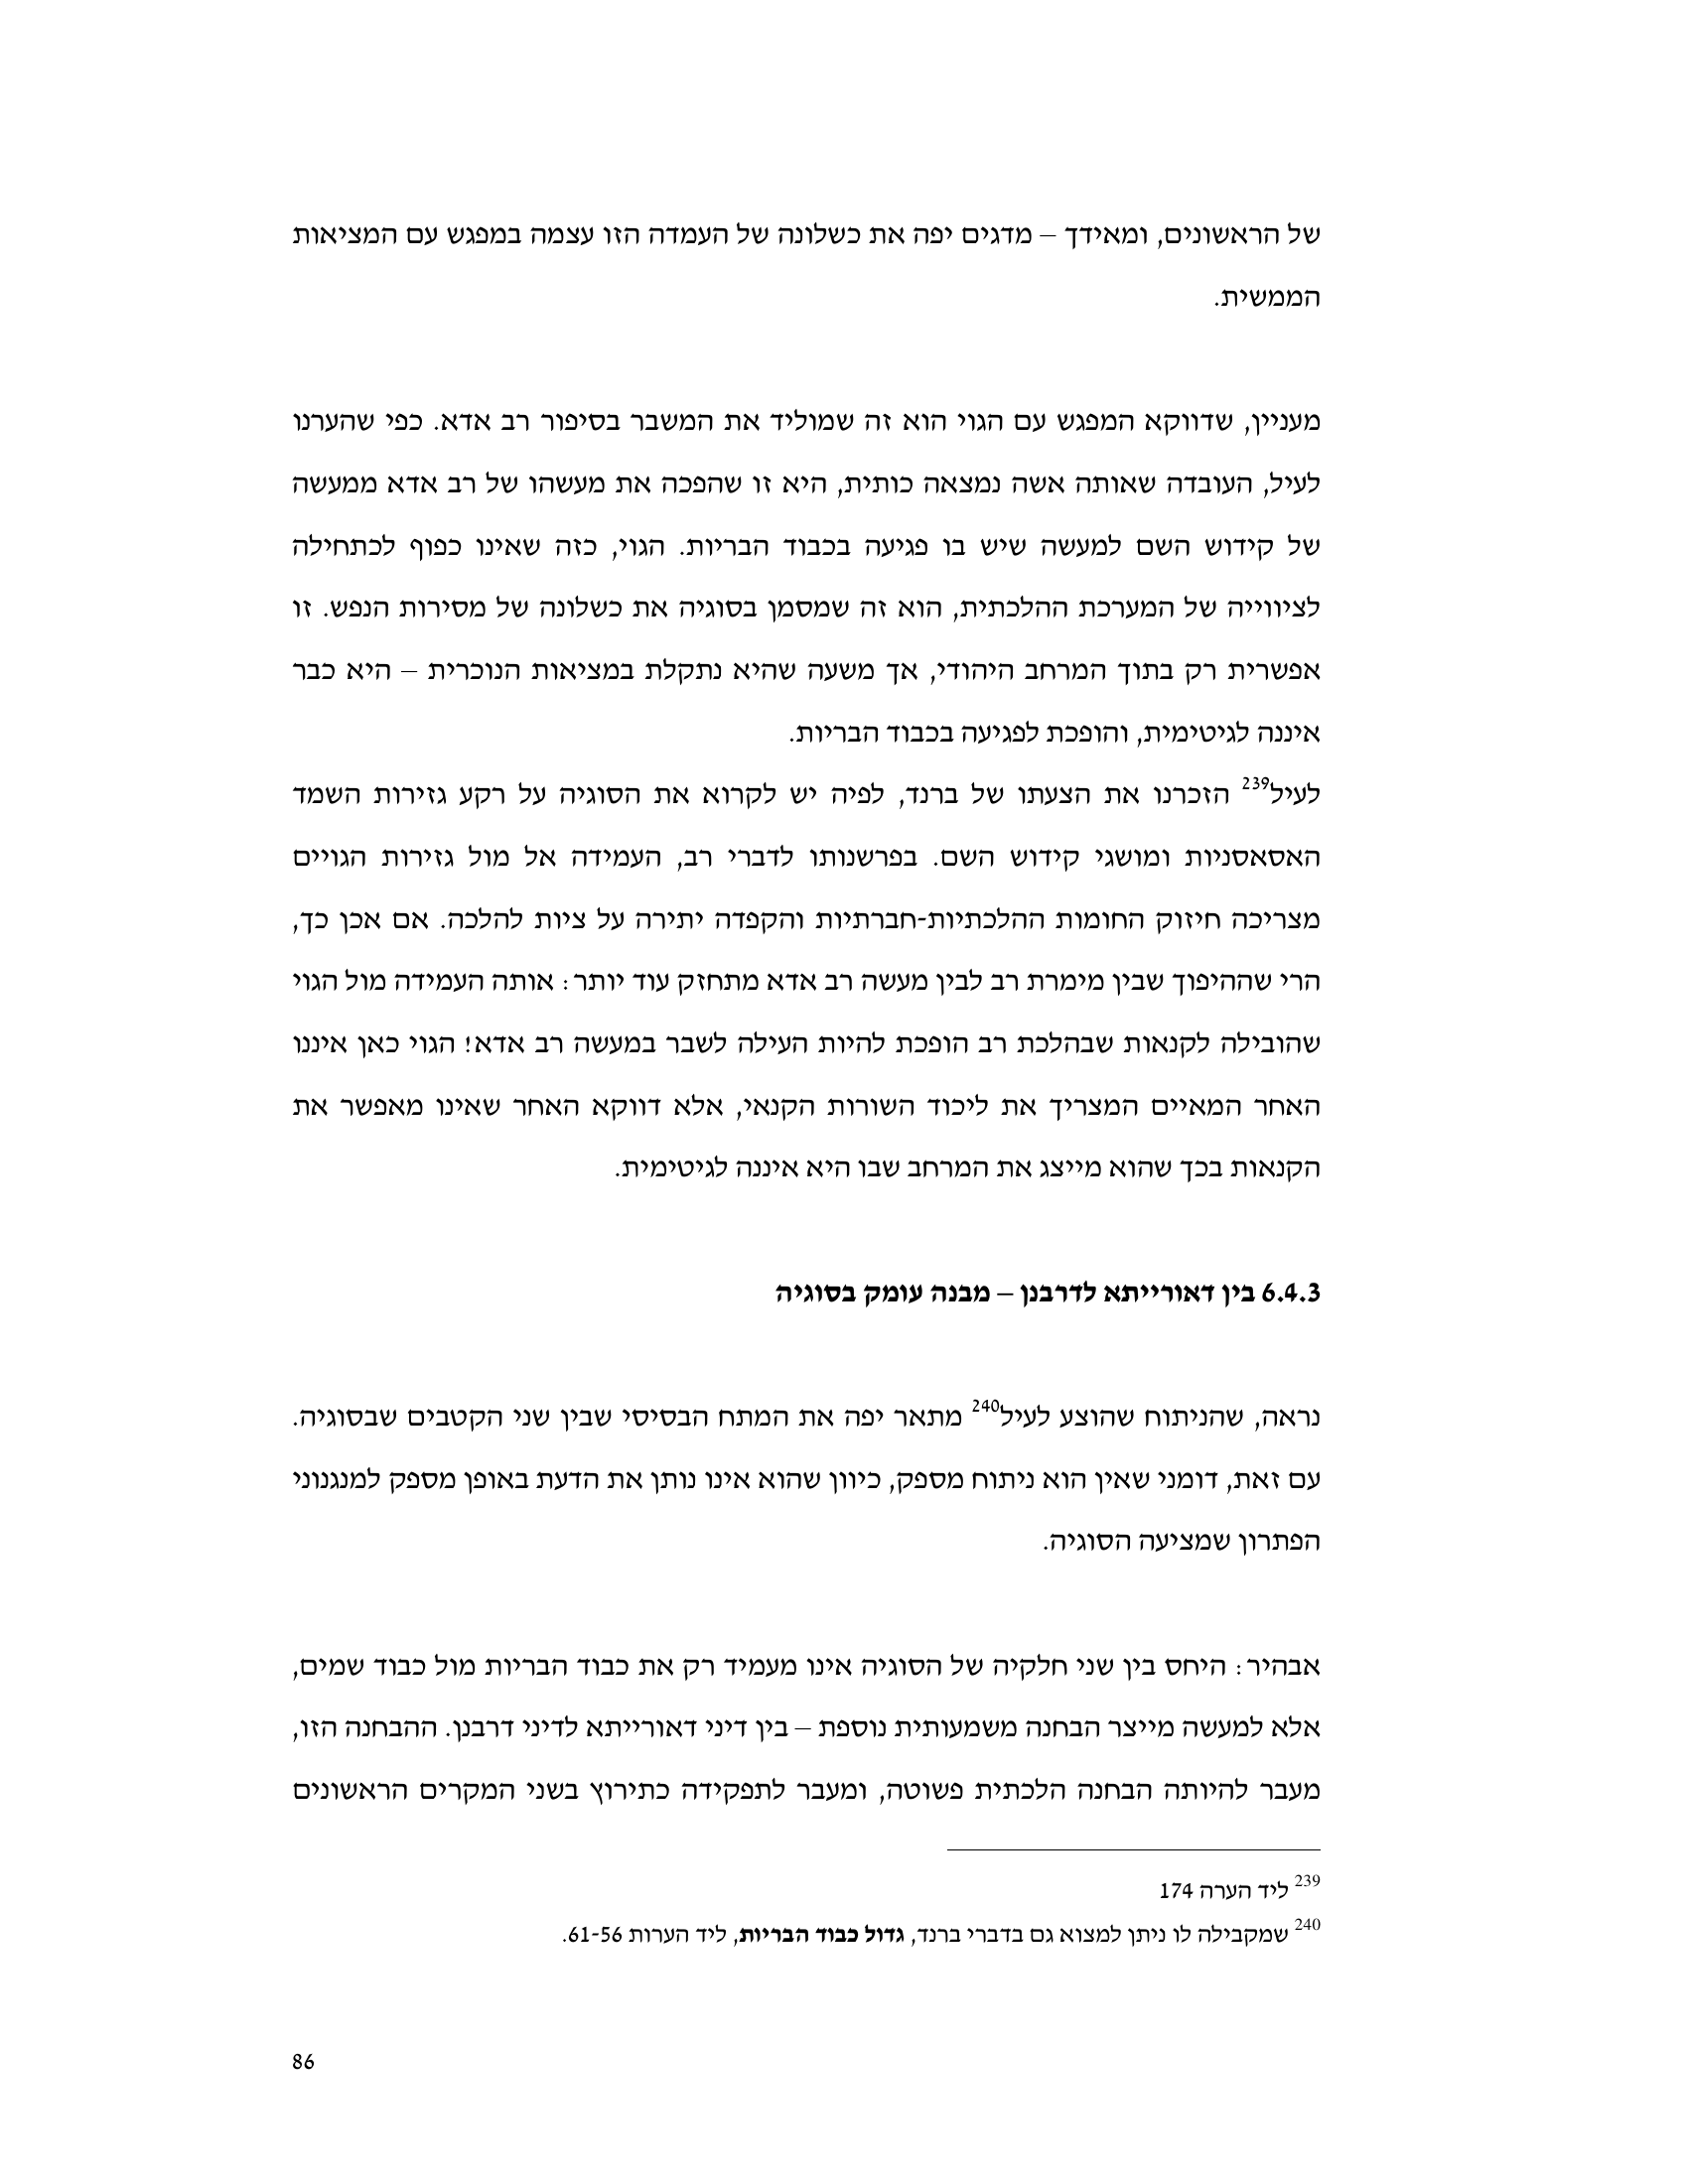 של הראשונים, ומאידך – מדגים יפה את כשלונה של העמדה הזו עצמה במפגש עם המציאות
הממשית.
מעניין, שדווקא המפגש עם הגוי הוא זה שמוליד את המשבר בסיפור רב אדא. כפי שהערנו
לעיל, העובדה שאותה אשה נמצאה כותית, היא זו שהפכה את מעשהו של רב אדא ממעשה
של קידוש השם למעשה שיש בו פגיעה בכבוד הבריות. הגוי, כזה שאינו כפוף לכתחילה
לציווייה של המערכת ההלכתית, הוא זה שמסמן בסוגיה את כשלונה של מסירות הנפש. זו
אפשרית רק בתוך המרחב היהודי, אך משעה שהיא נתקלת במציאות הנוכרית – היא כבר
איננה לגיטימית, והופכת לפגיעה בכבוד הבריות.
לעיל239 הזכרנו את הצעתו של ברנד, לפיה יש לקרוא את הסוגיה על רקע גזירות השמד
האסאסניות ומושגי קידוש השם. בפרשנותו לדברי רב, העמידה אל מול גזירות הגויים
מצריכה חיזוק החומות ההלכתיות-חברתיות והקפדה יתירה על ציות להלכה. אם אכן כך,
הרי שההיפוך שבין מימרת רב לבין מעשה רב אדא מתחזק עוד יותר: אותה העמידה מול הגוי
שהובילה לקנאות שבהלכת רב הופכת להיות העילה לשבר במעשה רב אדא! הגוי כאן איננו
האחר המאיים המצריך את ליכוד השורות הקנאי, אלא דווקא האחר שאינו מאפשר את
הקנאות בכך שהוא מייצג את המרחב שבו היא איננה לגיטימית.
6.4.3 בין דאורייתא לדרבנן – מבנה עומק בסוגיה
נראה, שהניתוח שהוצע לעיל240 מתאר יפה את המתח הבסיסי שבין שני הקטבים שבסוגיה.
עם זאת, דומני שאין הוא ניתוח מספק, כיוון שהוא אינו נותן את הדעת באופן מספק למנגנוני
הפתרון שמציעה הסוגיה.
אבהיר: היחס בין שני חלקיה של הסוגיה אינו מעמיד רק את כבוד הבריות מול כבוד שמים,
אלא למעשה מייצר הבחנה משמעותית נוספת – בין דיני דאורייתא לדיני דרבנן. ההבחנה הזו,
מעבר להיותה הבחנה הלכתית פשוטה, ומעבר לתפקידה כתירוץ בשני המקרים הראשונים
239 ליד הערה 174
240 שמקבילה לו ניתן למצוא גם בדברי ברנד, גדול כבוד הבריות, ליד הערות 61-56.
86